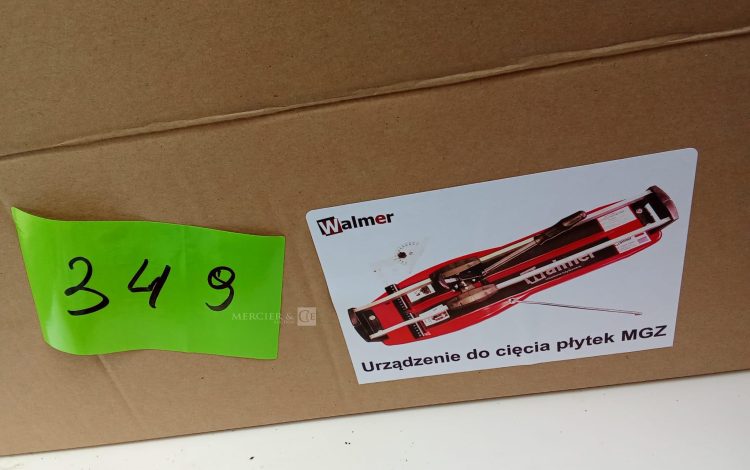 349
MERCIER & CIE
Walmer
Walmer
Urządzenie do cięcia płytek MGZ